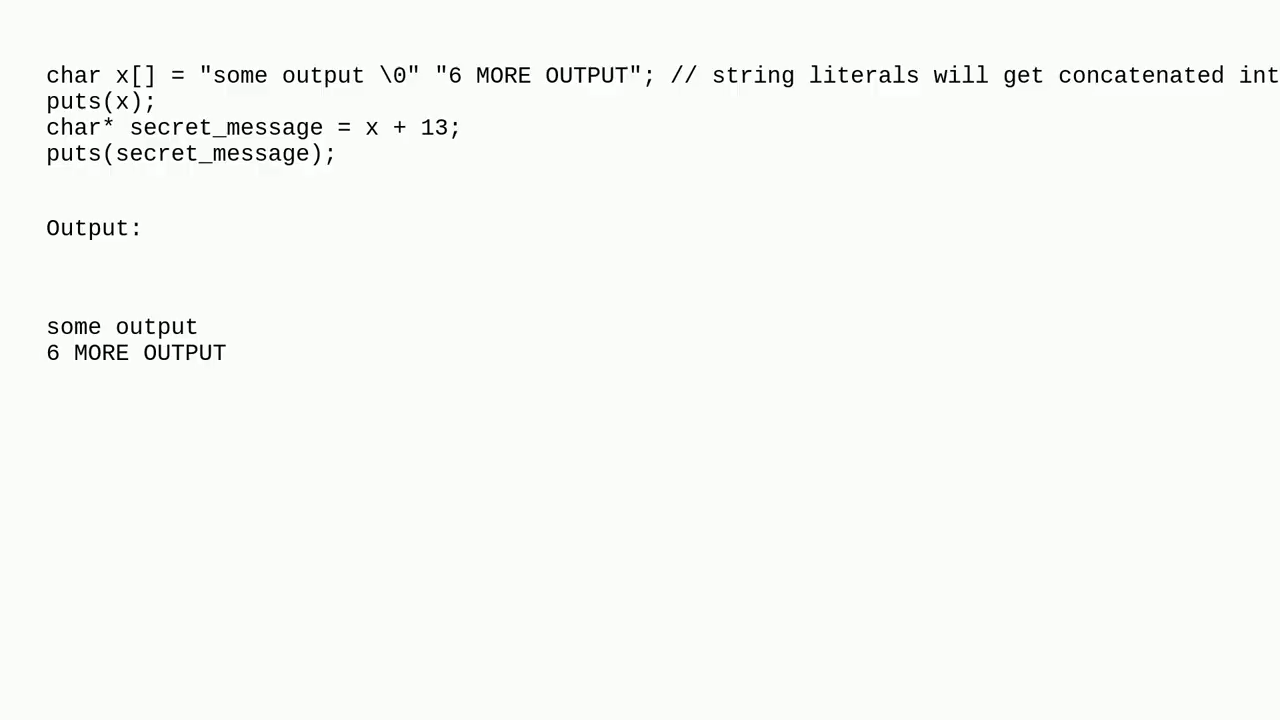 char x[] = "some output \0" "6 MORE OUTPUT"; // string literals will get concatenated int
puts(x);
char* secret_message = x + 13;
puts(secret_message);
Output:
some output
6 MORE OUTPUT